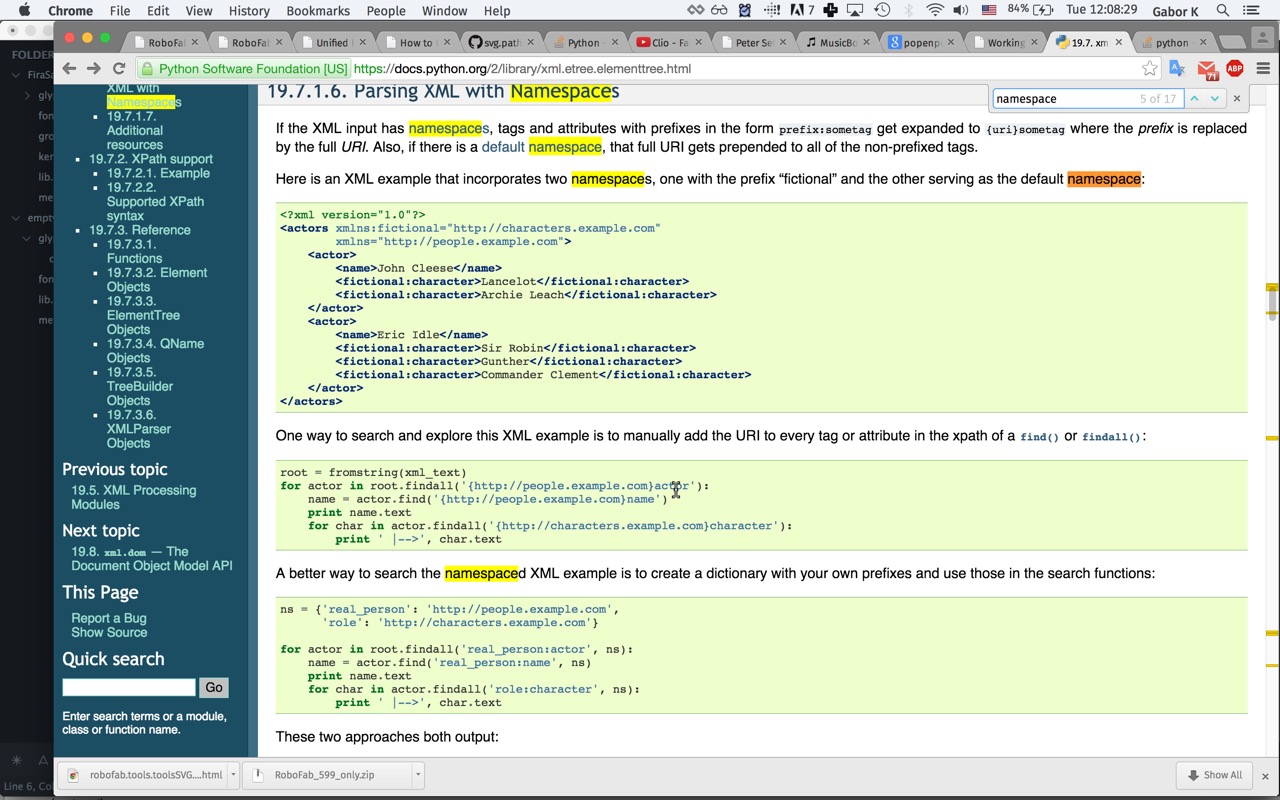 Chrome File Edit View History Bookmarks People Window Help
7 84% Tue 12:08:29 Gabor K
FOLDER
FiraSa
gly
fon
gro
ker
lib.
me
empt
gly
c
fon
lib.
me
Line 6, Co
RoboFab
RoboFab
Unified
How to
svg.path
Python -
Clio - Fa
Peter Se
MusicBo
popenp
Working
19.7. xm
python
Python Software Foundation [US] https://docs.python.org/2/library/xml.etree.elementtree.html
71 ABP
namespace 5 of 17
XML with
Namespaces
19.7.1.7.
Additional
resources
19.7.2. XPath support
19.7.2.1. Example
19.7.2.2.
Supported XPath
syntax
19.7.3. Reference
19.7.3.1.
Functions
19.7.3.2. Element
Objects
19.7.3.3.
ElementTree
Objects
19.7.3.4. QName
Objects
19.7.3.5.
TreeBuilder
Objects
19.7.3.6.
XMLParser
Objects
Previous topic
19.5. XML Processing
Modules
Next topic
19.8. xml.dom — The
Document Object Model API
This Page
Report a Bug
Show Source
Quick search
Go
Enter search terms or a module,
class or function name.
19.7.1.6. Parsing XML with Namespaces
If the XML input has namespaces, tags and attributes with prefixes in the form prefix:sometag get expanded to {uri}sometag where the prefix is replaced
by the full URI. Also, if there is a default namespace, that full URI gets prepended to all of the non-prefixed tags.
Here is an XML example that incorporates two namespaces, one with the prefix “fictional” and the other serving as the default namespace:
<?xml version="1.0"?>
<actors xmlns:fictional="http://characters.example.com"
xmlns="http://people.example.com">
<actor>
<name>John Cleese</name>
<fictional:character>Lancelot</fictional:character>
<fictional:character>Archie Leach</fictional:character>
</actor>
<actor>
<name>Eric Idle</name>
<fictional:character>Sir Robin</fictional:character>
<fictional:character>Gunther</fictional:character>
<fictional:character>Commander Clement</fictional:character>
</actor>
</actors>
One way to search and explore this XML example is to manually add the URI to every tag or attribute in the xpath of a find() or findall():
root = fromstring(xml_text)
for actor in root.findall('{http://people.example.com}actor'):
name = actor.find('{http://people.example.com}name')
print name.text
for char in actor.findall('{http://characters.example.com}character'):
print ' |-->', char.text
A better way to search the namespaced XML example is to create a dictionary with your own prefixes and use those in the search functions:
ns = {'real_person': 'http://people.example.com',
'role': 'http://characters.example.com'}
for actor in root.findall('real_person:actor', ns):
name = actor.find('real_person:name', ns)
print name.text
for char in actor.findall('role:character', ns):
print ' |-->', char.text
These two approaches both output:
robofab.tools.toolsSVG....html
RoboFab_599_only.zip
Show All